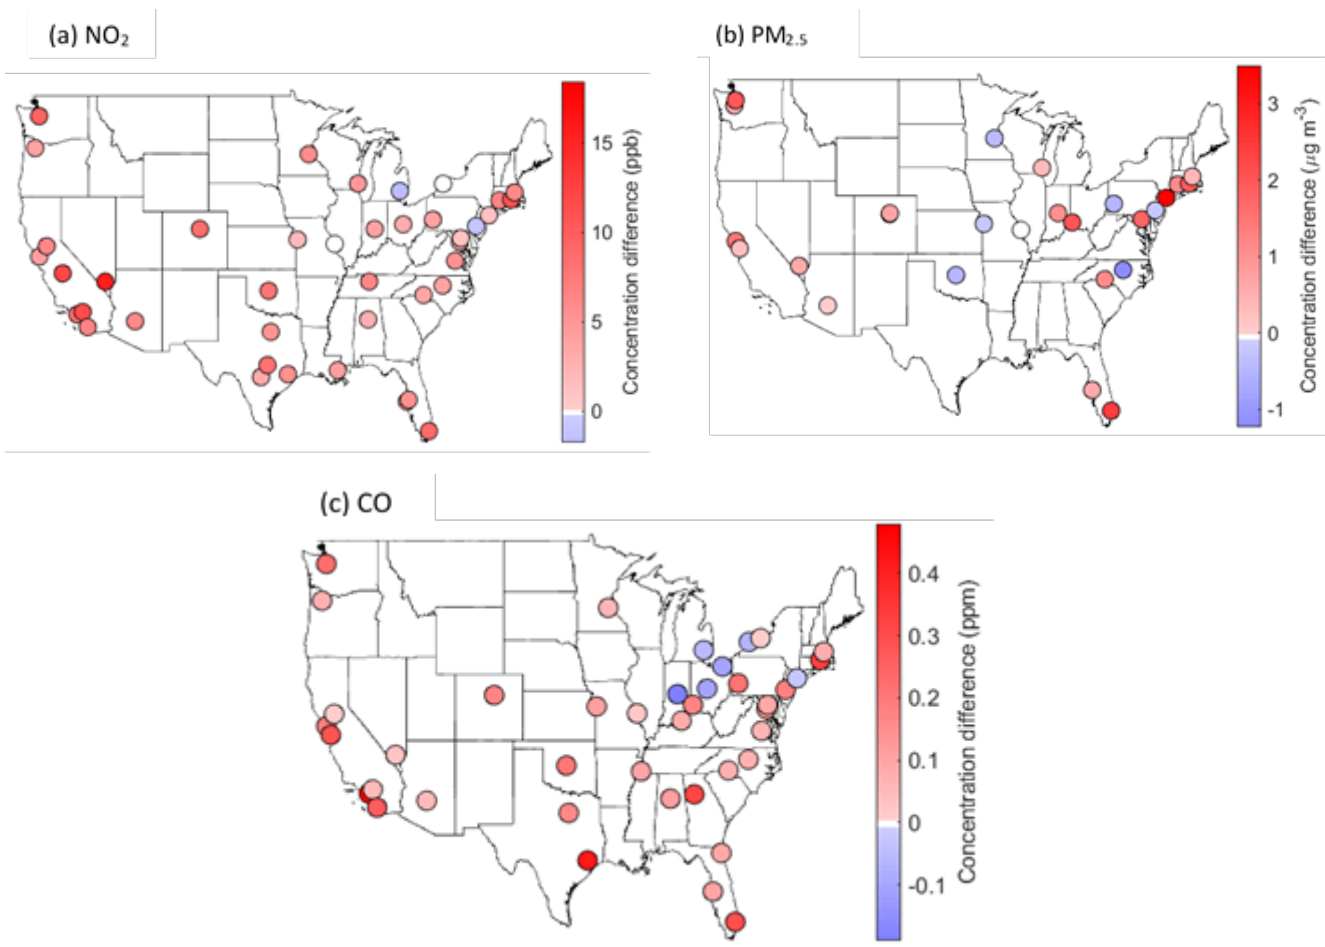 (a) NO₂
15
10
5
0
Concentration difference (ppb)
(b) PM₂.₅
3
2
1
0
-1
Concentration difference (μg m⁻³)
(c) CO
0.4
0.3
0.2
0.1
0
-0.1
Concentration difference (ppm)